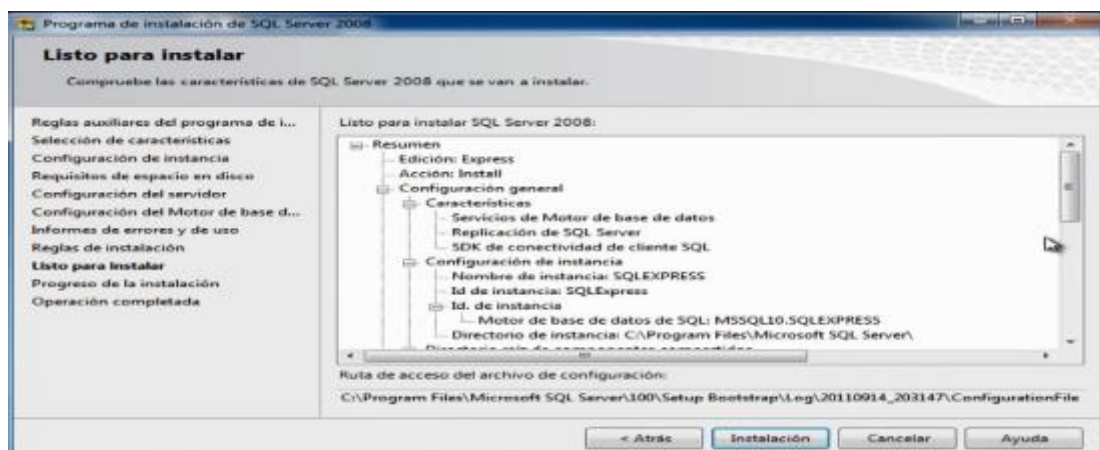 Programa de instalación de SQL Server 2008
Listo para instalar
Compruebe las características de SQL Server 2008 que se van a instalar.
Reglas auxiliares del programa de i...
Selección de características
Configuración de instancia
Requisitos de espacio en disco
Configuración del servidor
Configuración del Motor de base d...
Informes de errores y de uso
Reglas de instalación
Listo para instalar
Progreso de la instalación
Operación completada
Listo para instalar SQL Server 2008:
Resumen
Edición: Express
Acción: Install
Configuración general
Características
Servicios de Motor de base de datos
Replicación de SQL Server
SDK de conectividad de cliente SQL
Configuración de instancia
Nombre de instancia: SQLEXPRESS
Id de instancia: SQLExpress
Id. de instancia
Motor de base de datos de SQL: MSSQL10.SQLEXPRESS
Directorio de instancia: C:\Program Files\Microsoft SQL Server\
Directorio raíz de componentes compartidos
Ruta de acceso del archivo de configuración:
C:\Program Files\Microsoft SQL Server\100\Setup Bootstrap\Log\20110914_203147\ConfigurationFile
< Atrás
Instalación
Cancelar
Ayuda